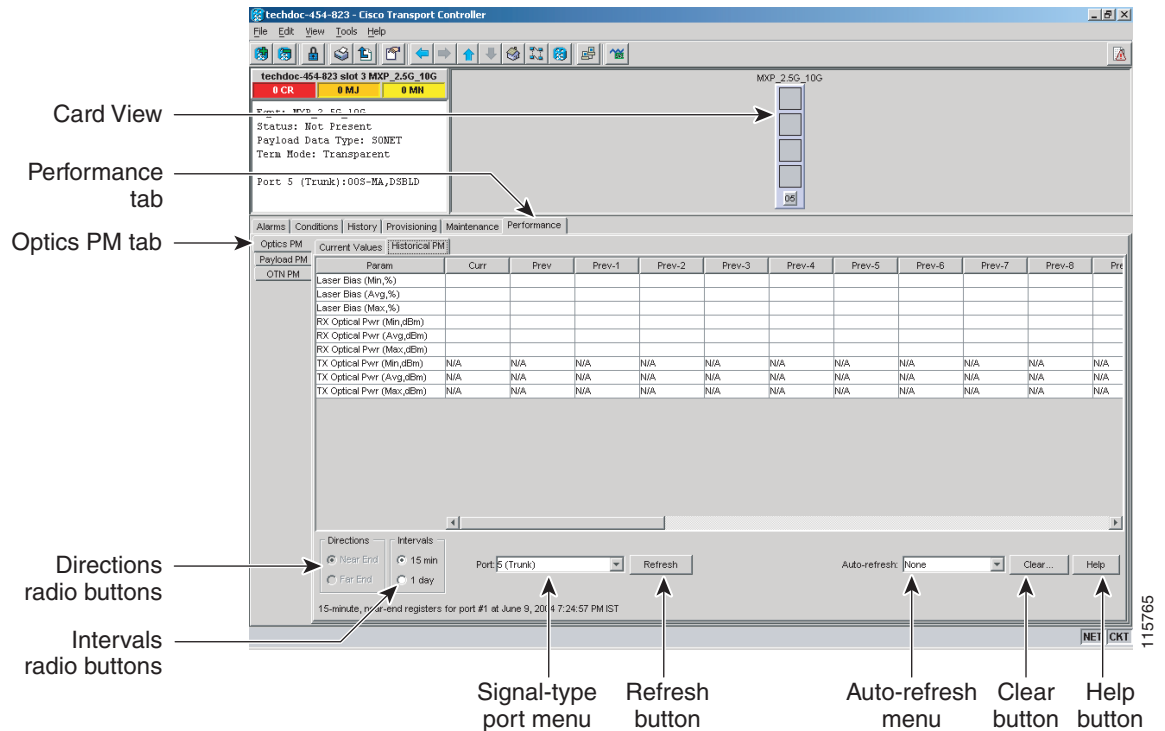 techdoc-454-823 - Cisco Transport Controller
File Edit View Tools Help
techdoc-454-823 slot 3 MXP_2.5G_10G
0 CR 0 MJ 0 MN
Eqpt: MXP_2.5G_10G
Status: Not Present
Payload Data Type: SONET
Term Mode: Transparent
Port 5 (Trunk):OOS-MA,DSBLD
MXP_2.5G_10G
05
Card View
Performance
tab
Optics PM tab
Alarms Conditions History Provisioning Maintenance Performance
Optics PM
Payload PM
OTN PM
Current Values Historical PM
Param Curr Prev Prev-1 Prev-2 Prev-3 Prev-4 Prev-5 Prev-6 Prev-7 Prev-8 Pre
Laser Bias (Min,%)
Laser Bias (Avg,%)
Laser Bias (Max,%)
RX Optical Pwr (Min,dBm)
RX Optical Pwr (Avg,dBm)
RX Optical Pwr (Max,dBm)
TX Optical Pwr (Min,dBm) N/A N/A N/A N/A N/A N/A N/A N/A N/A N/A N/A
TX Optical Pwr (Avg,dBm) N/A N/A N/A N/A N/A N/A N/A N/A N/A N/A N/A
TX Optical Pwr (Max,dBm) N/A N/A N/A N/A N/A N/A N/A N/A N/A N/A N/A
Directions Intervals
Near End 15 min
Far End 1 day
Port: 5 (Trunk) Refresh Auto-refresh: None Clear... Help
15-minute, near-end registers for port #1 at June 9, 2004 7:24:57 PM IST
NET CKT
Directions
radio buttons
Intervals
radio buttons
Signal-type
port menu
Refresh
button
Auto-refresh
menu
Clear
button
Help
button
115765